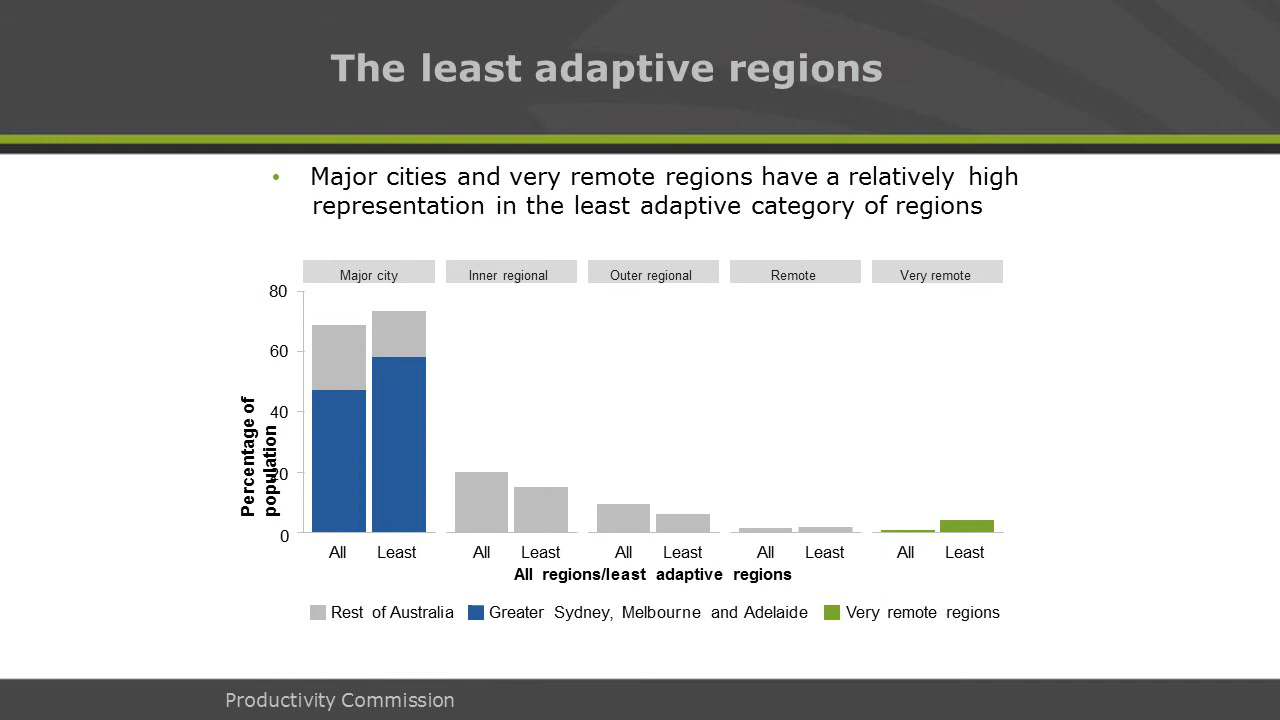 The least adaptive regions
• Major cities and very remote regions have a relatively high
representation in the least adaptive category of regions
Major city Inner regional Outer regional Remote Very remote
80
60
40
20
0
Percentage of
population
All Least All Least All Least All Least All Least
All regions/least adaptive regions
Rest of Australia Greater Sydney, Melbourne and Adelaide Very remote regions
Productivity Commission